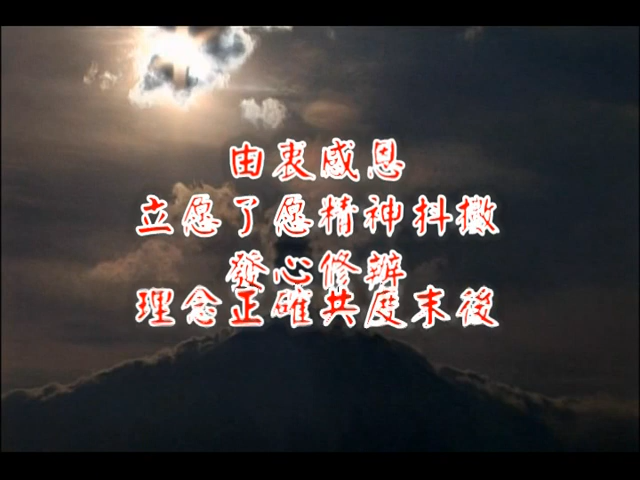 由衷感恩
立愿了愿精神抖擻
發心修辦
理念正確共度末後